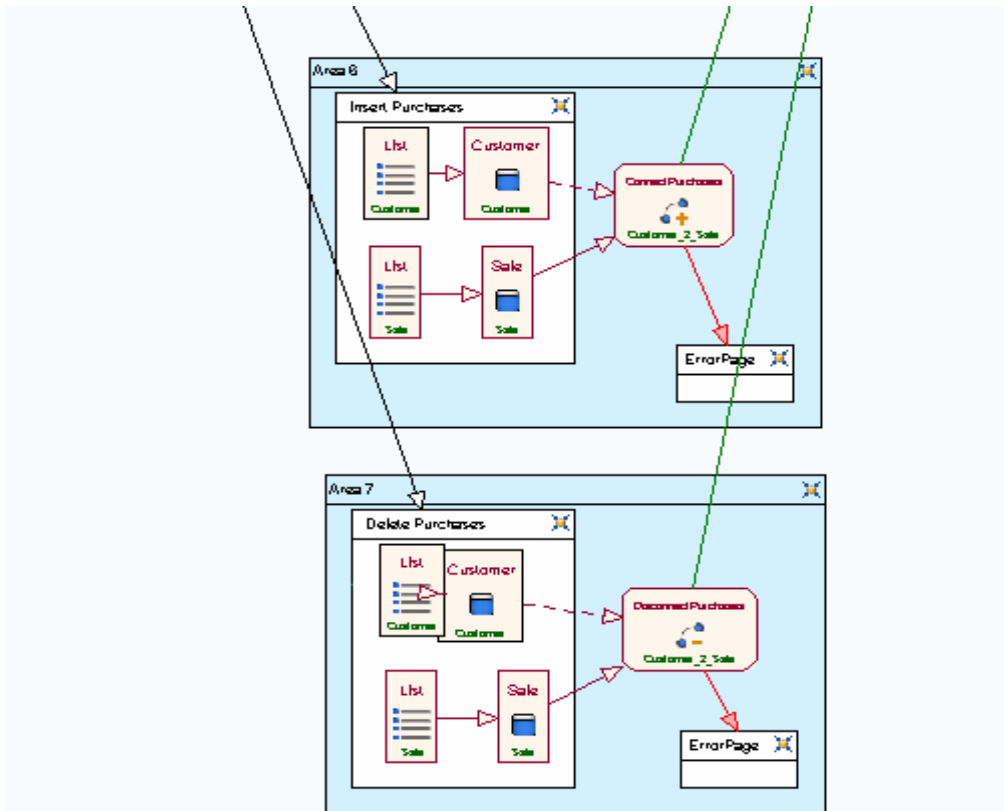 Area 6
Insert Purchases
List
Customer
Customer
Customer
Connect Purchases
Customer_2_Sale
List
Sale
Sale
Sale
ErrorPage
Area 7
Delete Purchases
List
Customer
Customer
Customer
Disconnect Purchases
Customer_2_Sale
List
Sale
Sale
Sale
ErrorPage